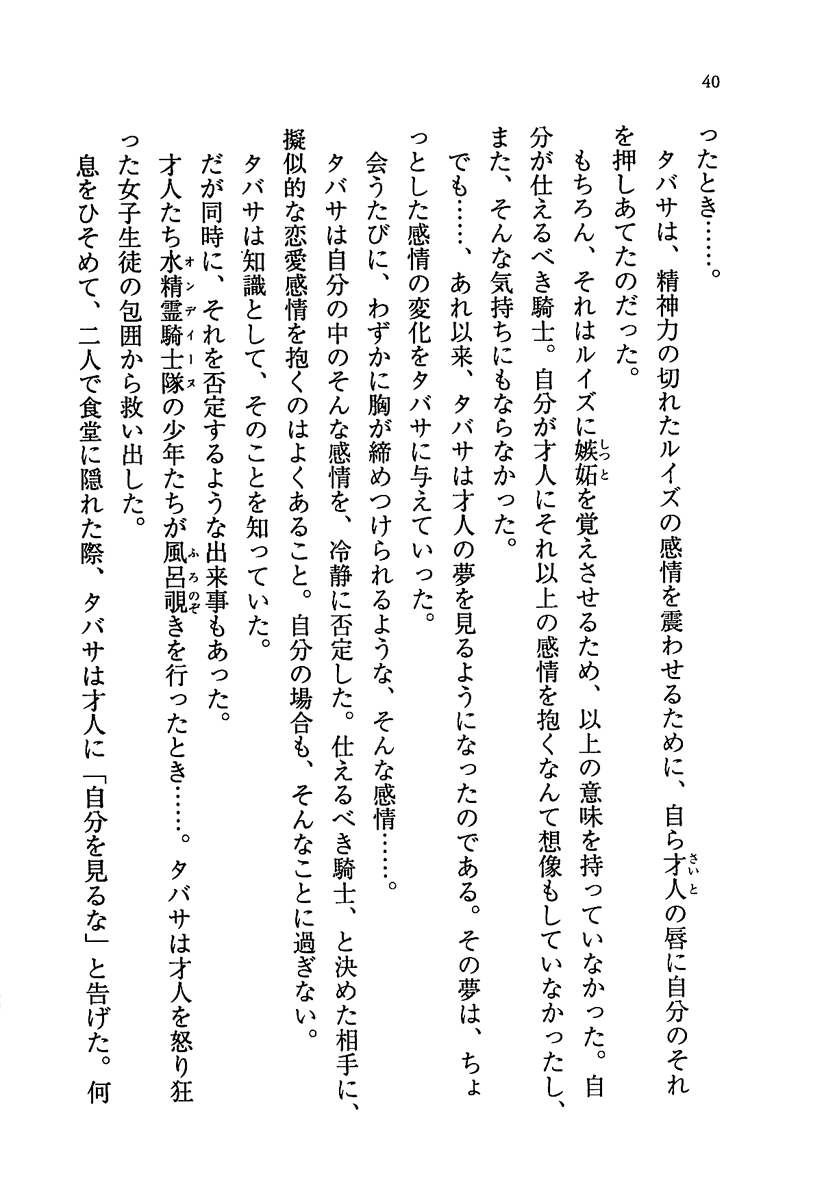 40
ったとき……。
タバサは、精神力の切れたルイズの感情を震わせるために、自ら才人の唇に自分のそれ
を押しあてたのだった。
もちろん、それはルイズに嫉妬を覚えさせるため、以上の意味を持っていなかった。自
分が仕えるべき騎士。自分が才人にそれ以上の感情を抱くなんて想像もしていなかったし、
また、そんな気持ちにもならなかった。
でも……、あれ以来、タバサは才人の夢を見るようになったのである。その夢は、ちょ
っとした感情の変化をタバサに与えていった。
会うたびに、わずかに胸が締めつけられるような、そんな感情……。
タバサは自分の中のそんな感情を、冷静に否定した。仕えるべき騎士、と決めた相手に、
擬似的な恋愛感情を抱くのはよくあること。自分の場合も、そんなことに過ぎない。
タバサは知識として、そのことを知っていた。
だが同時に、それを否定するような出来事もあった。
才人たち水精霊騎士隊の少年たちが風呂覗きを行ったとき……。タバサは才人を怒り狂
った女子生徒の包囲から救い出した。
息をひそめて、二人で食堂に隠れた際、タバサは才人に「自分を見るな」と告げた。何
さいと
しっと
オンディーヌ
ふろのぞ